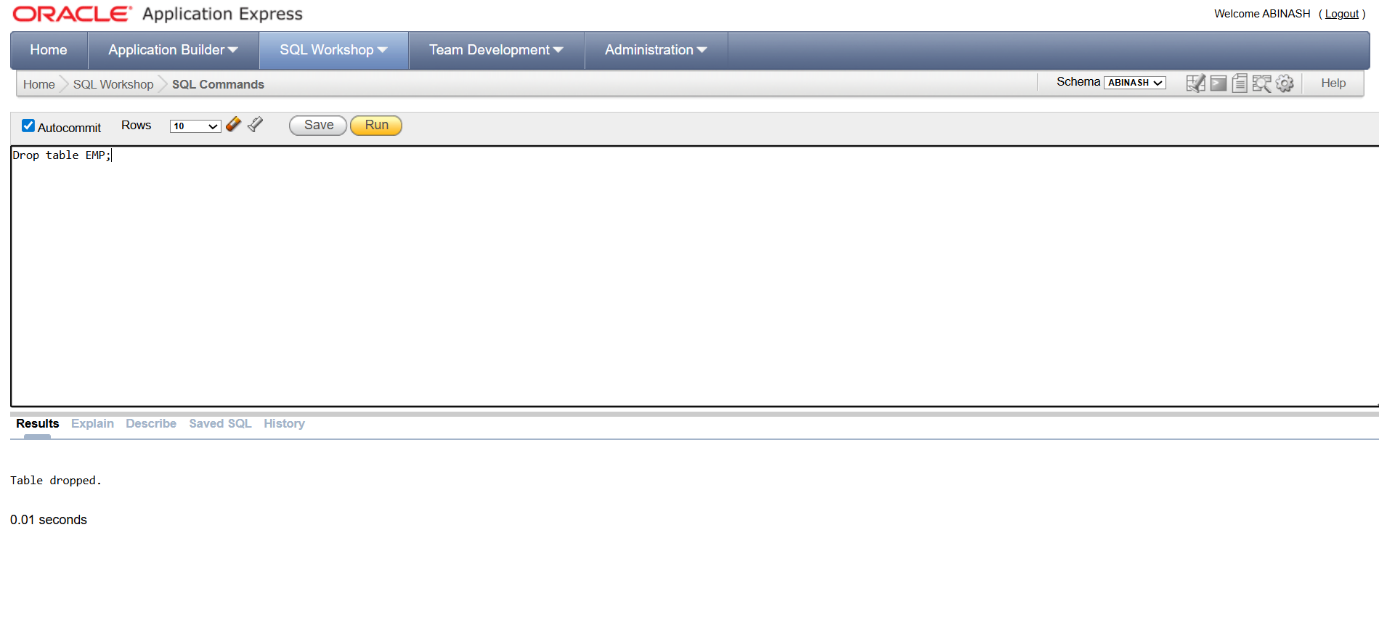 ORACLE® Application Express
Welcome ABINASH ( Logout )
Home Application Builder SQL Workshop Team Development Administration
Home SQL Workshop SQL Commands Schema ABINASH Help
Autocommit Rows 10 Save Run
Drop table EMP;
Results Explain Describe Saved SQL History
Table dropped.
0.01 seconds